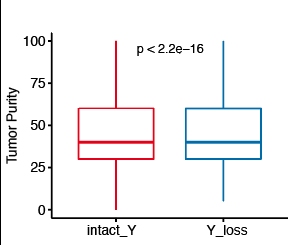 p < 2.2e−16
Tumor Purity
100
75
50
25
0
intact_Y
Y_loss